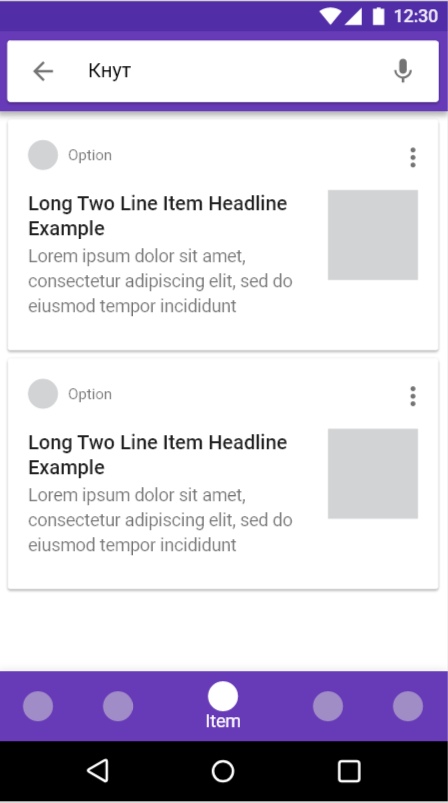 12:30
Кнут
Option
Long Two Line Item Headline
Example
Lorem ipsum dolor sit amet,
consectetur adipiscing elit, sed do
eiusmod tempor incididunt
Option
Long Two Line Item Headline
Example
Lorem ipsum dolor sit amet,
consectetur adipiscing elit, sed do
eiusmod tempor incididunt
Item